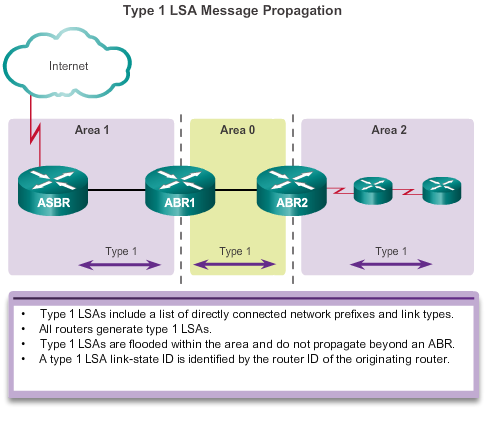 Type 1 LSA Message Propagation
Internet
Area 1
Area 0
Area 2
ASBR
ABR1
ABR2
Type 1
Type 1
Type 1
• Type 1 LSAs include a list of directly connected network prefixes and link types.
• All routers generate type 1 LSAs.
• Type 1 LSAs are flooded within the area and do not propagate beyond an ABR.
• A type 1 LSA link-state ID is identified by the router ID of the originating router.